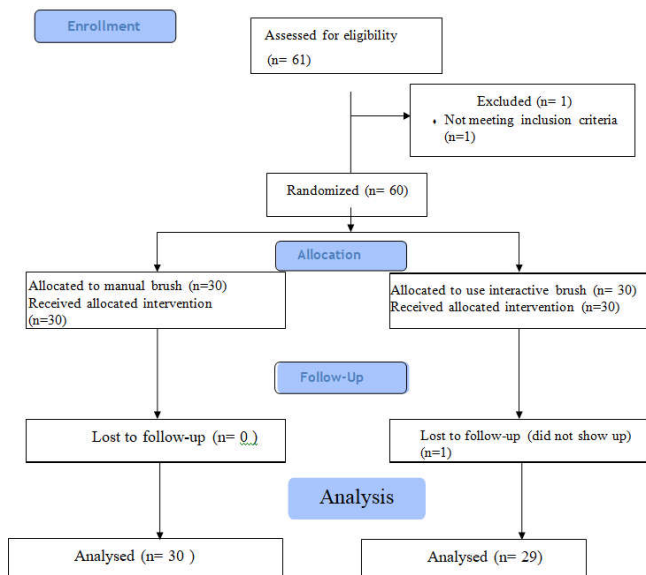 Enrollment
Assessed for eligibility
(n= 61)
Excluded (n= 1)
⬧ Not meeting inclusion criteria
(n=1)
Randomized (n= 60)
Allocation
Allocated to manual brush (n=30)
Received allocated intervention
(n=30)
Allocated to use interactive brush (n= 30)
Received allocated intervention (n=30)
Follow-Up
Lost to follow-up (n= 0 )
Lost to follow-up (did not show up)
(n=1)
Analysis
Analysed (n= 30 )
Analysed (n= 29)